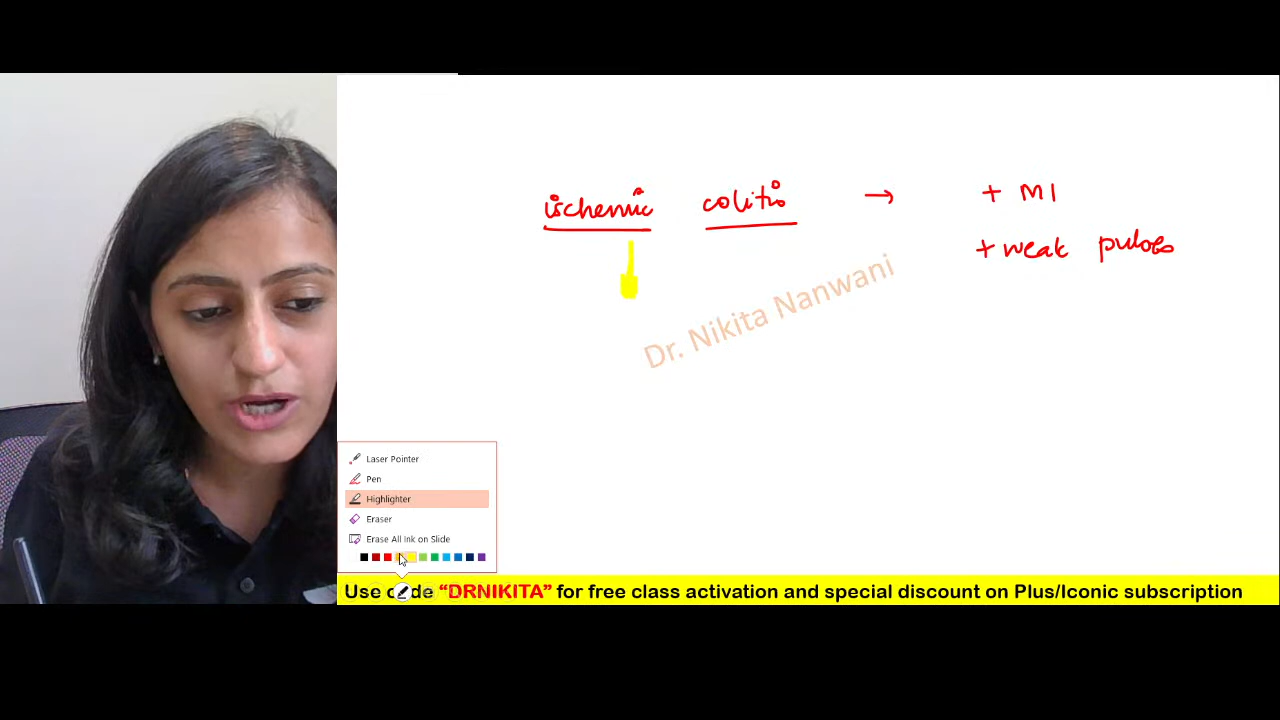 ischemic colitis → + MI
+ weak pulses
Dr. Nikita Nanwani
Laser Pointer
Pen
Highlighter
Eraser
Erase All Ink on Slide
Use code “DRNIKITA” for free class activation and special discount on Plus/Iconic subscription